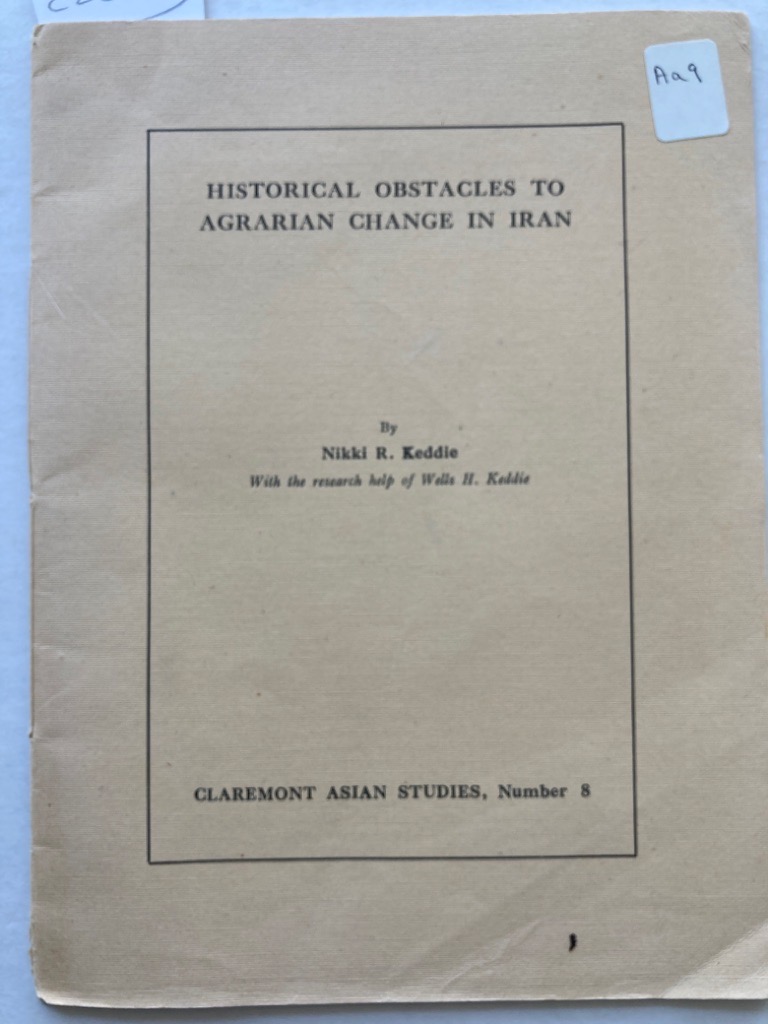 Aa9
HISTORICAL OBSTACLES TO
AGRARIAN CHANGE IN IRAN
By
Nikki R. Keddie
With the research help of Wells H. Keddie
CLAREMONT ASIAN STUDIES, Number 8